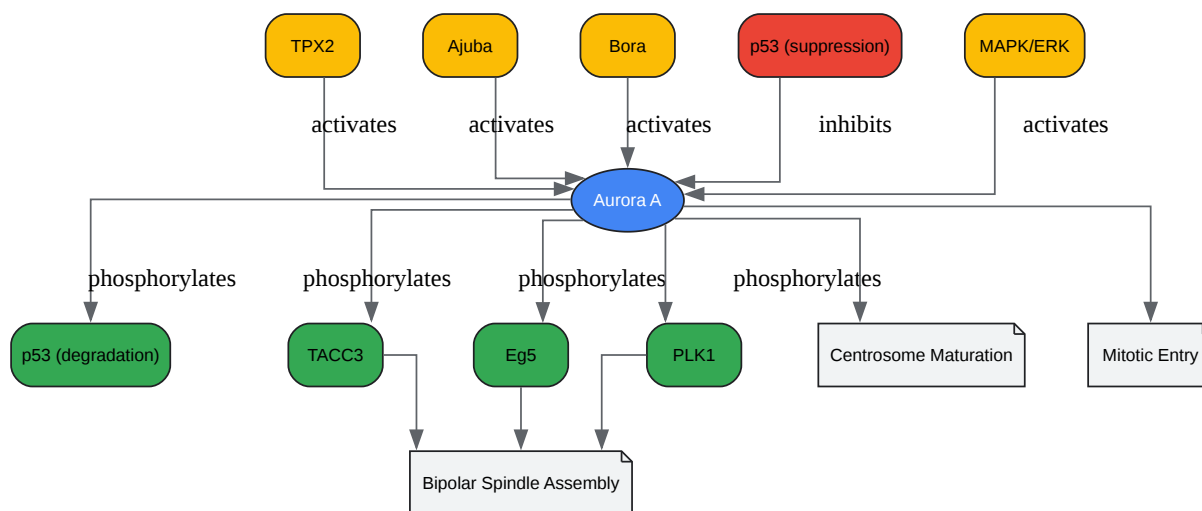 TPX2
Ajuba
Bora
p53 (suppression)
MAPK/ERK
activates
activates
activates
inhibits
activates
Aurora A
phosphorylates
phosphorylates
phosphorylates
phosphorylates
p53 (degradation)
TACC3
Eg5
PLK1
Centrosome Maturation
Mitotic Entry
Bipolar Spindle Assembly